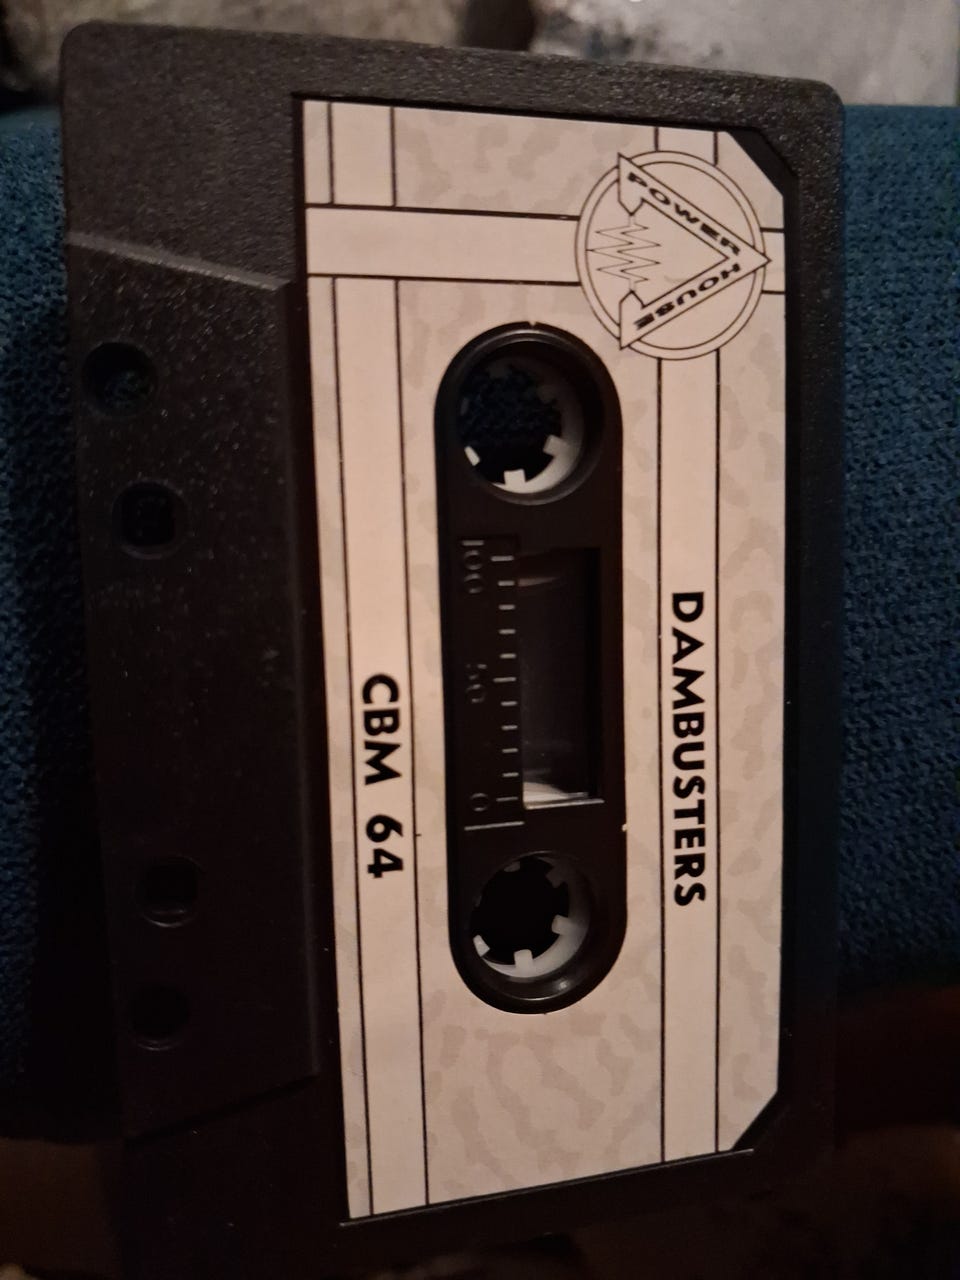 POWER
HOUSE
DAMBUSTERS
100 50 0
CBM 64